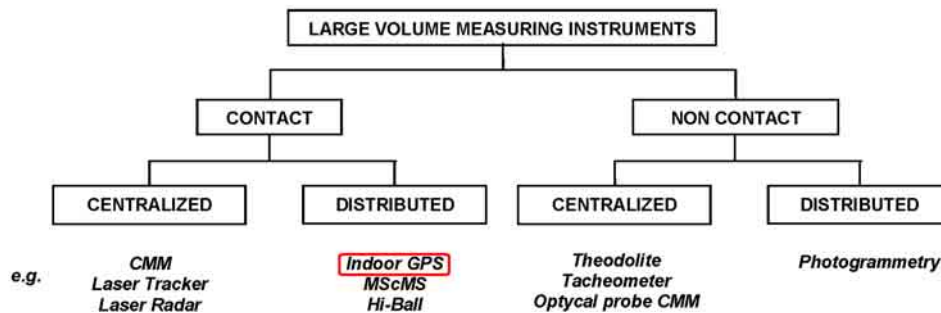 LARGE VOLUME MEASURING INSTRUMENTS
CONTACT
NON CONTACT
CENTRALIZED
DISTRIBUTED
CENTRALIZED
DISTRIBUTED
e.g.
CMM
Laser Tracker
Laser Radar
Indoor GPS
MScMS
Hi-Ball
Theodolite
Tacheometer
Optycal probe CMM
Photogrammetry